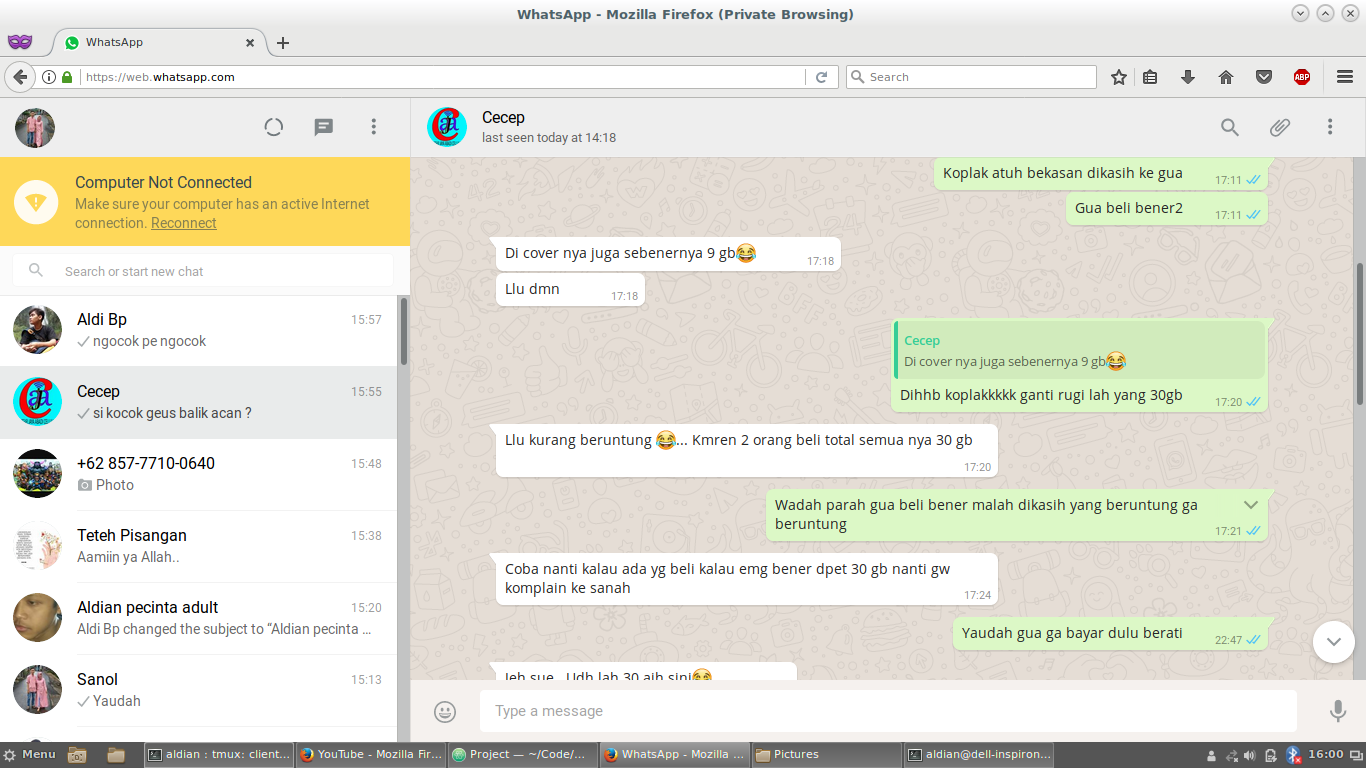 WhatsApp - Mozilla Firefox (Private Browsing)
WhatsApp
https://web.whatsapp.com
Search
ABP
Computer Not Connected
Make sure your computer has an active Internet
connection. Reconnect
Search or start new chat
Aldi Bp
15:57
ngocok pe ngocok
Cecep
15:55
si kocok geus balik acan ?
+62 857-7710-0640
15:48
Photo
Teteh Pisangan
15:38
Aamiin ya Allah..
Aldian pecinta adult
15:20
Aldi Bp changed the subject to “Aldian pecinta ...
Sanol
15:13
Yaudah
Cecep
last seen today at 14:18
Koplak atuh bekasan dikasih ke gua
17:11
Gua beli bener2
17:11
Di cover nya juga sebenernya 9 gb😂
17:18
Llu dmn
17:18
Cecep
Di cover nya juga sebenernya 9 gb😂
Dihhb koplakkkkk ganti rugi lah yang 30gb
17:20
Llu kurang beruntung 😂... Kmren 2 orang beli total semua nya 30 gb
17:20
Wadah parah gua beli bener malah dikasih yang beruntung ga
beruntung
17:21
Coba nanti kalau ada yg beli kalau emg bener dpet 30 gb nanti gw
komplain ke sanah
17:24
Yaudah gua ga bayar dulu berati
22:47
Jeh sue.. Udh lah 30 aih sini😂
Type a message
Menu
aldian : tmux: client...
YouTube - Mozilla Fir...
Project — ~/Code/...
WhatsApp - Mozilla ...
Pictures
aldian@dell-inspiron...
16:00